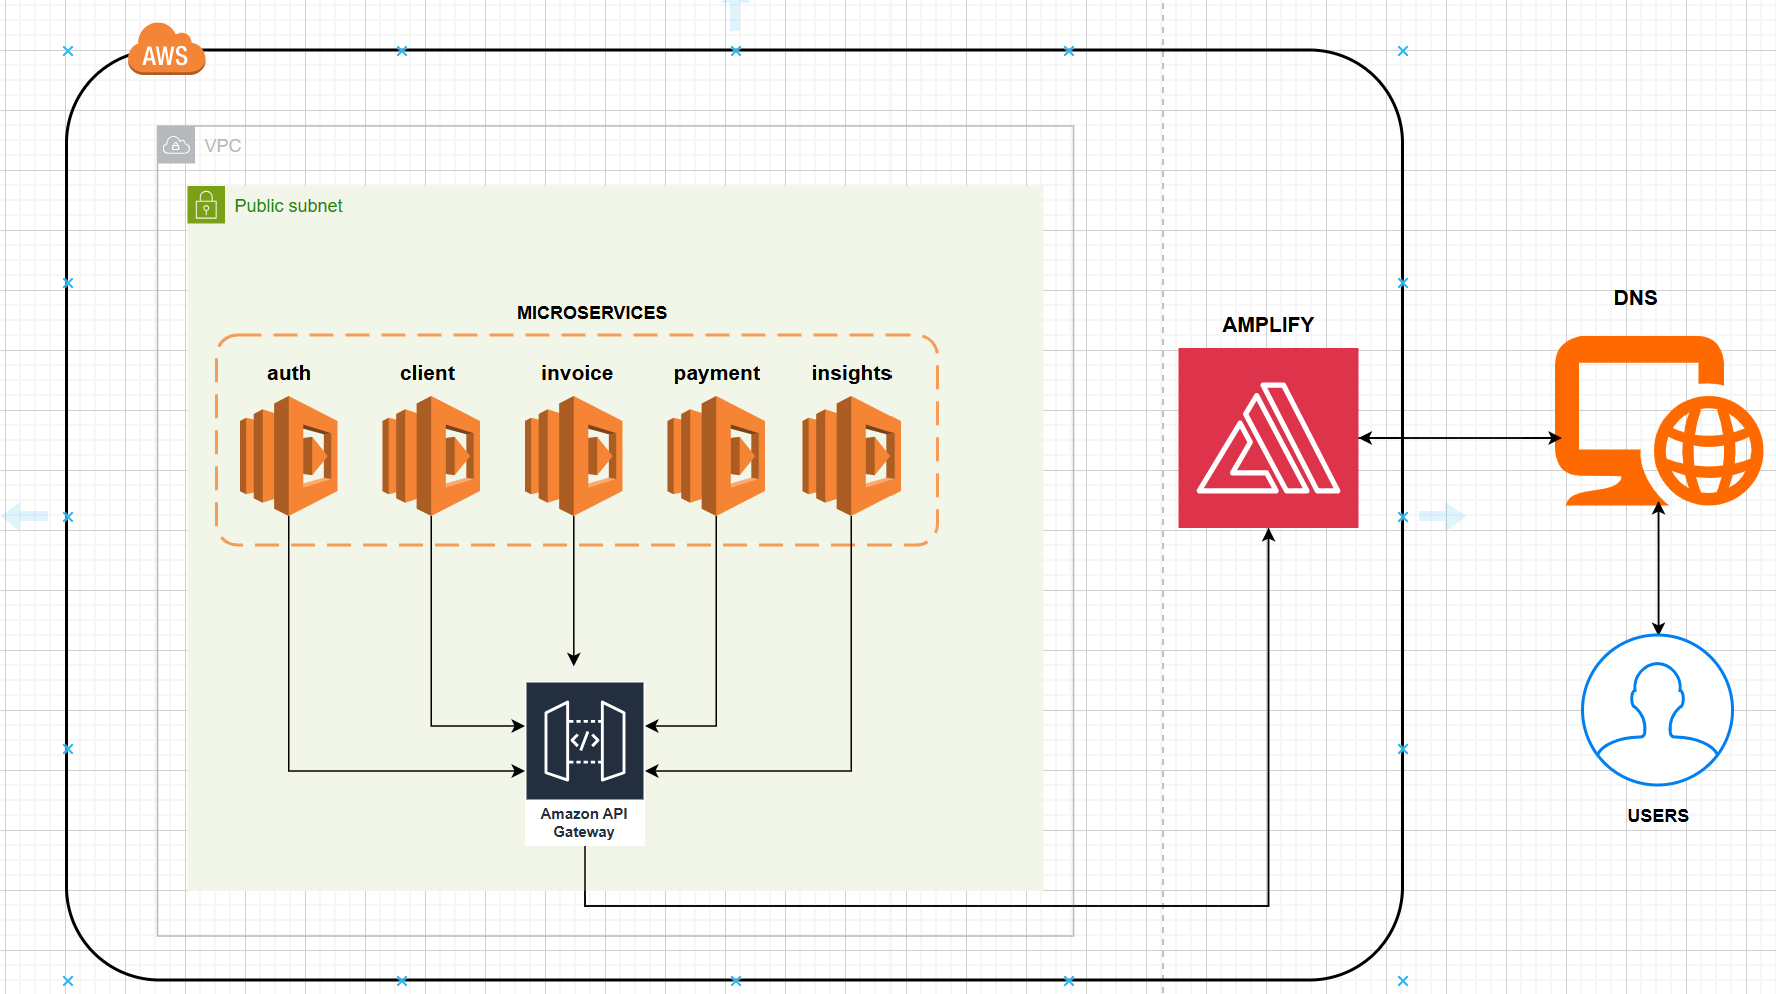 AWS
VPC
Public subnet
MICROSERVICES
auth
client
invoice
payment
insights
</>
Amazon API
Gateway
AMPLIFY
DNS
USERS